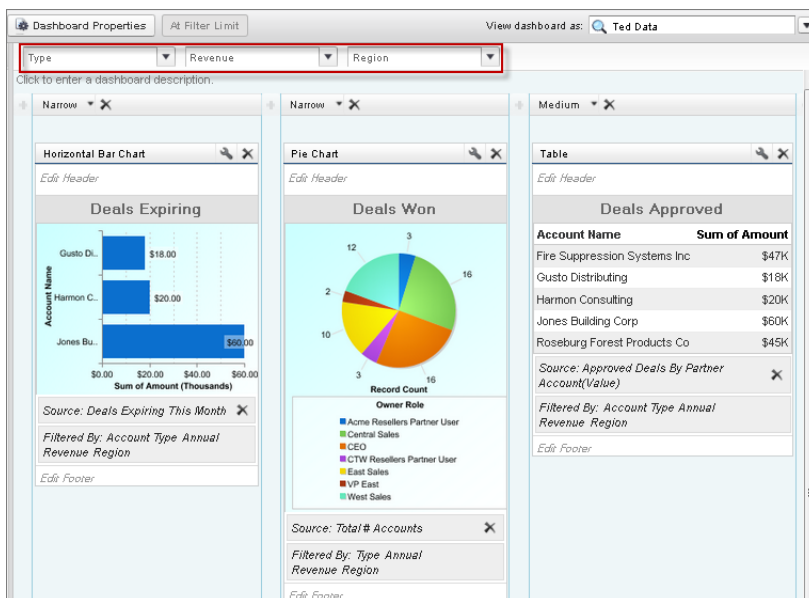 Dashboard Properties
At Filter Limit
View dashboard as:
Ted Data
Type
Revenue
Region
Click to enter a dashboard description.
Narrow
Narrow
Medium
Horizontal Bar Chart
Edit Header
Deals Expiring
Account Name
Gusto Di..
$18.00
Harmon C..
$20.00
Jones Bu..
$60.00
$0.00 $20.00 $40.00 $60.00
Sum of Amount (Thousands)
Source: Deals Expiring This Month
Filtered By: Account Type Annual
Revenue Region
Edit Footer
Pie Chart
Edit Header
Deals Won
3
16
16
3
10
2
12
Record Count
Owner Role
Acme Resellers Partner User
Central Sales
CEO
CTW Resellers Partner User
East Sales
VP East
West Sales
Source: Total # Accounts
Filtered By: Type Annual
Revenue Region
Edit Footer
Table
Edit Header
Deals Approved
Account Name Sum of Amount
Fire Suppression Systems Inc $47K
Gusto Distributing $18K
Harmon Consulting $20K
Jones Building Corp $60K
Roseburg Forest Products Co $45K
Source: Approved Deals By Partner
Account(Value)
Filtered By: Account Type Annual
Revenue Region
Edit Footer